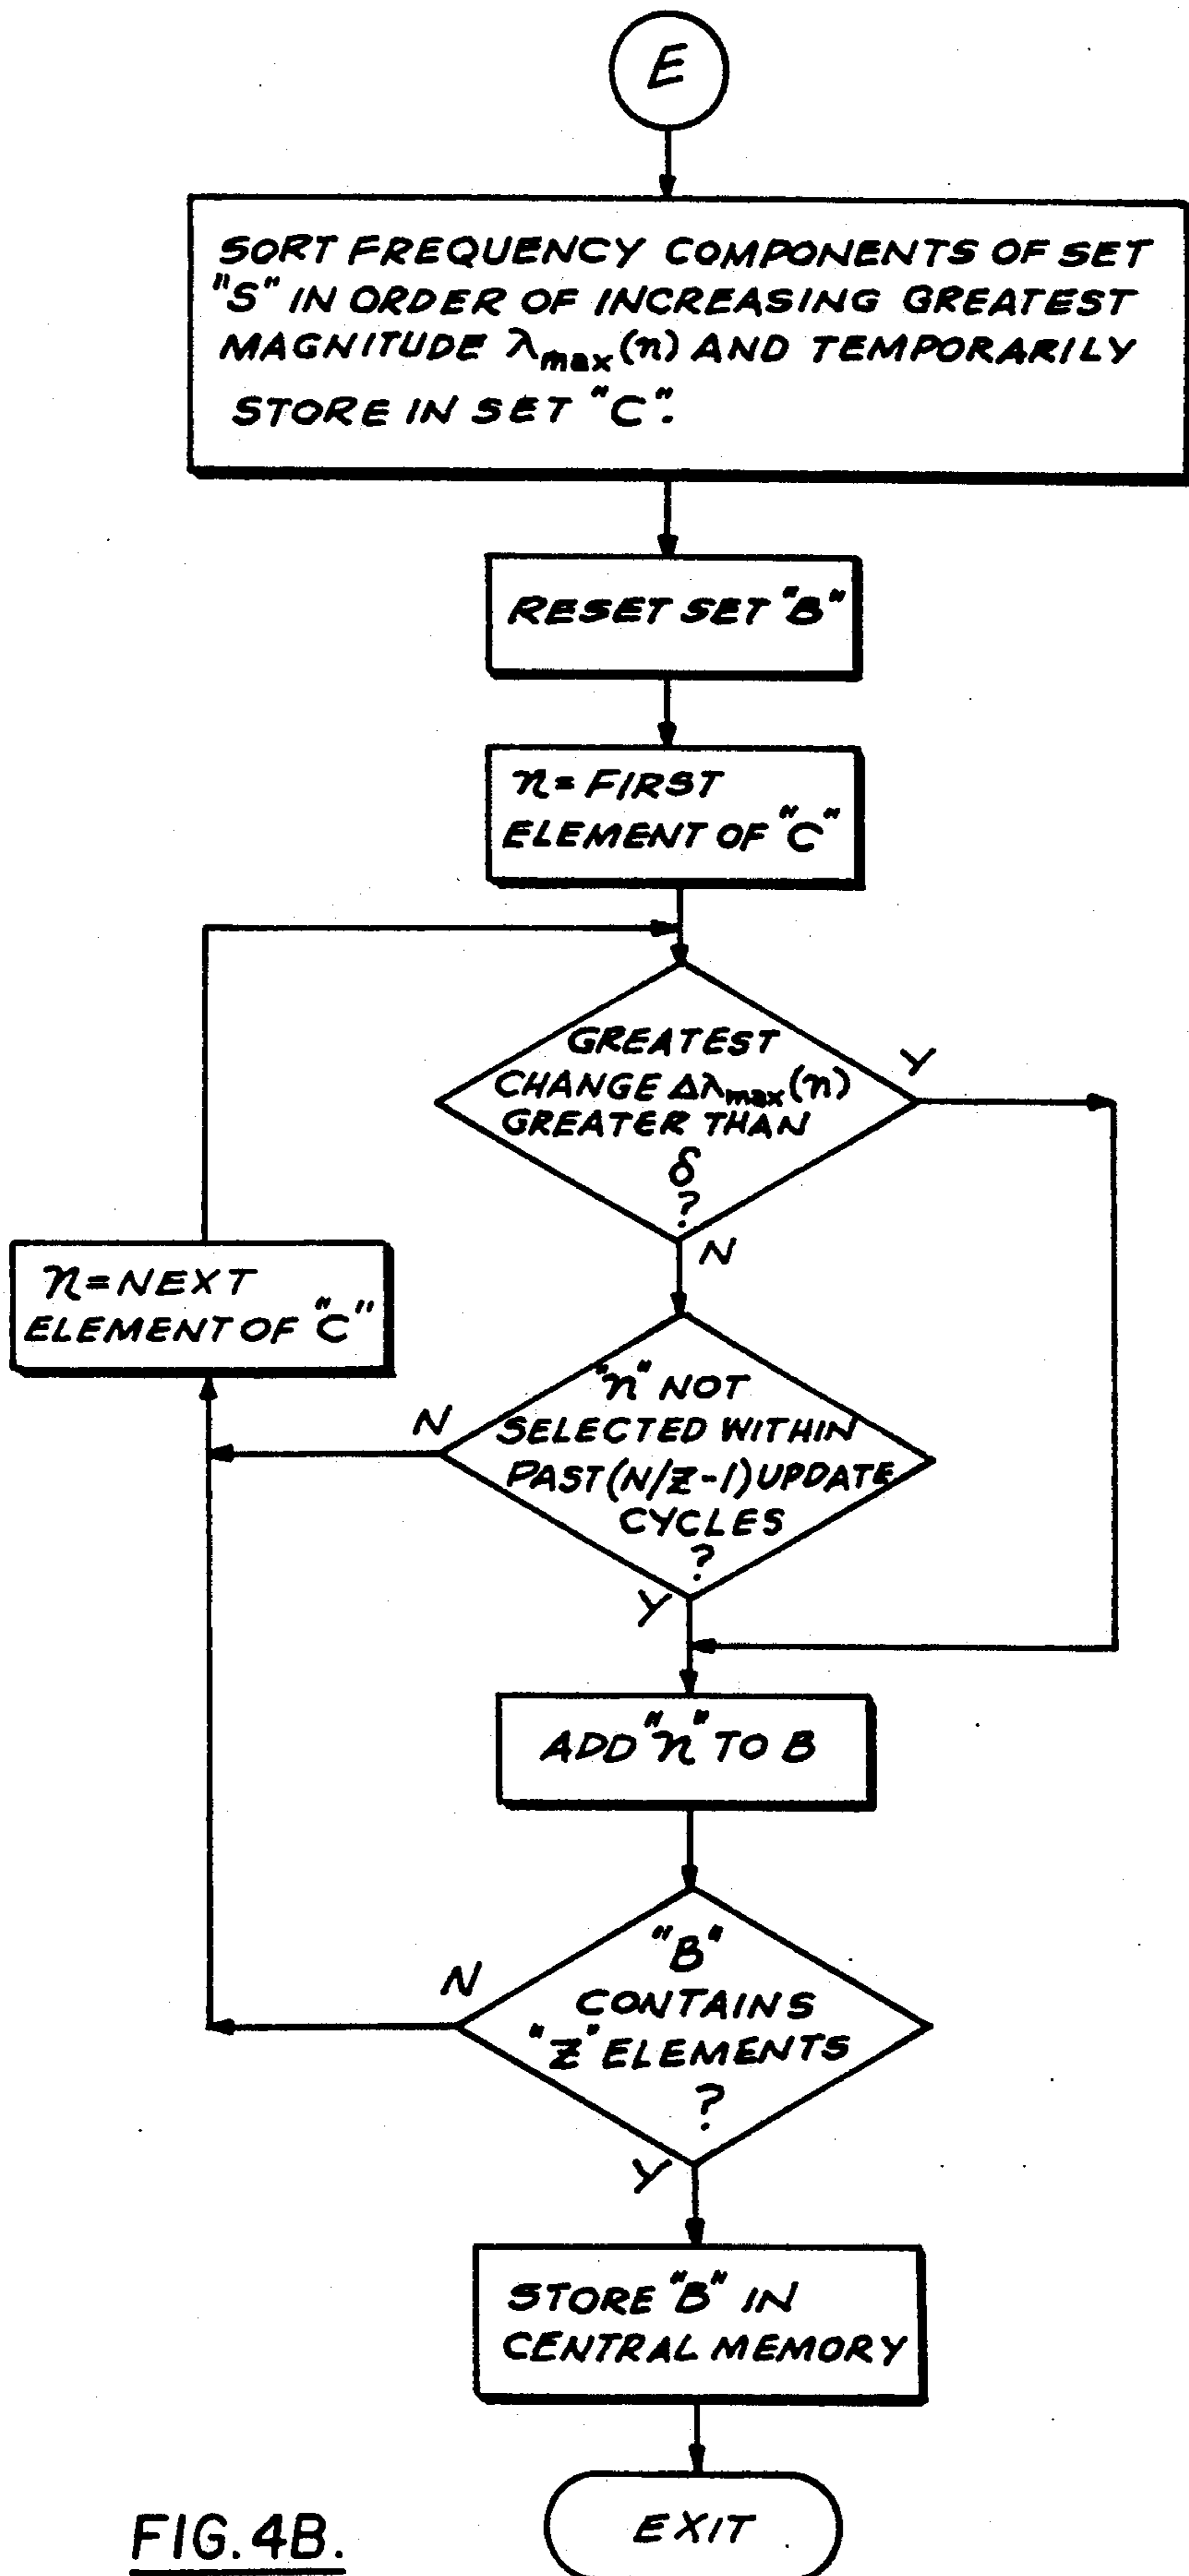 E
SORT FREQUENCY COMPONENTS OF SET
"S" IN ORDER OF INCREASING GREATEST
MAGNITUDE λmax(n) AND TEMPORARILY
STORE IN SET "C".
RESET SET "B"
n = FIRST
ELEMENT OF "C"
GREATEST
CHANGE Δλmax(n)
GREATER THAN
δ
?
Y
N
n = NEXT
ELEMENT OF "C"
"n" NOT
SELECTED WITHIN
PAST (N/Z-1) UPDATE
CYCLES
?
N
Y
ADD "n" TO B
"B"
CONTAINS
"Z" ELEMENTS
?
N
Y
STORE "B" IN
CENTRAL MEMORY
EXIT
FIG. 4B.